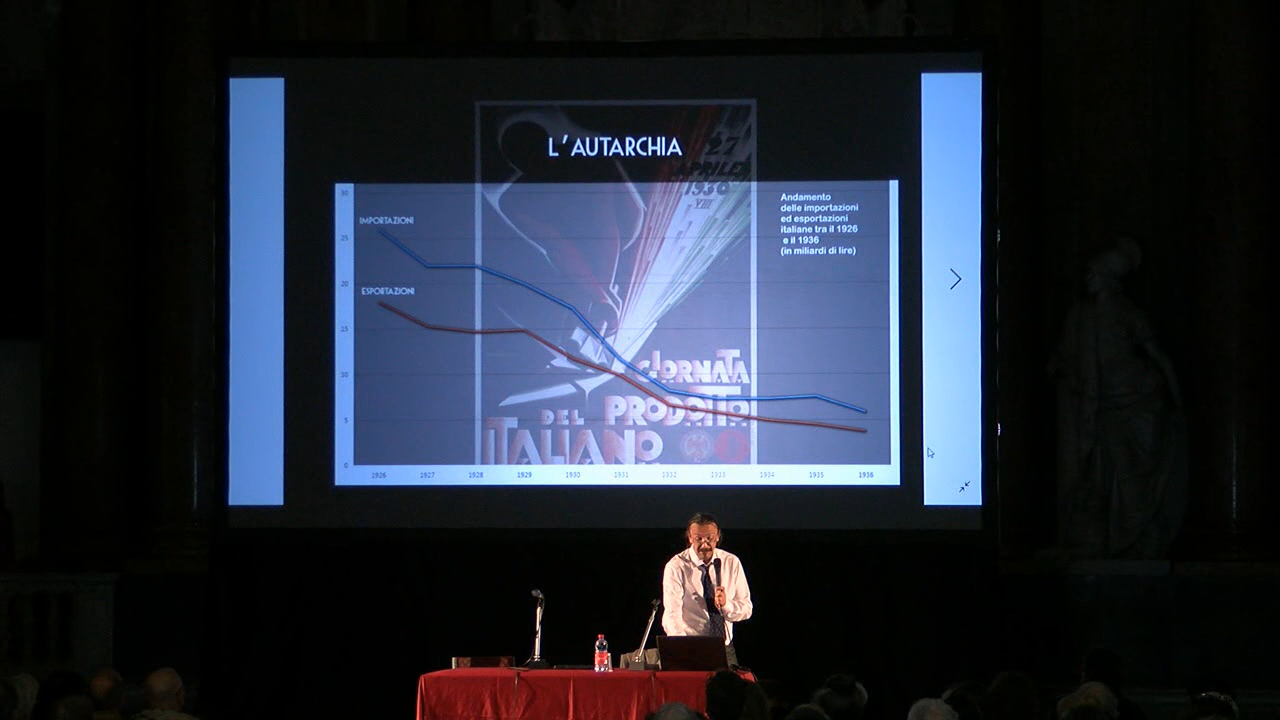 L'AUTARCHIA
27
APRILE
1930
VIII
Andamento
delle importazioni
ed esportazioni
italiane tra il 1926
e il 1936
(in miliardi di lire)
30
IMPORTAZIONI
25
20
ESPORTAZIONI
15
10
5
0
GIORNATA
DEL PRODOTTO
ITALIANO
1926 1927 1928 1929 1930 1931 1932 1933 1934 1935 1936